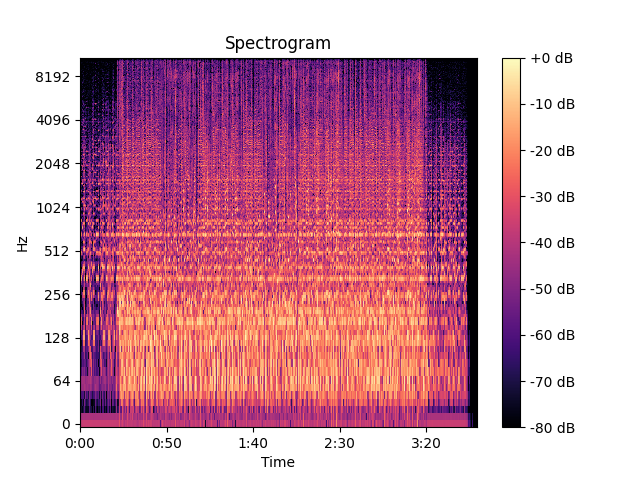 Spectrogram
8192
4096
2048
1024
512
256
128
64
0
Hz
0:00
0:50
1:40
2:30
3:20
Time
+0 dB
-10 dB
-20 dB
-30 dB
-40 dB
-50 dB
-60 dB
-70 dB
-80 dB